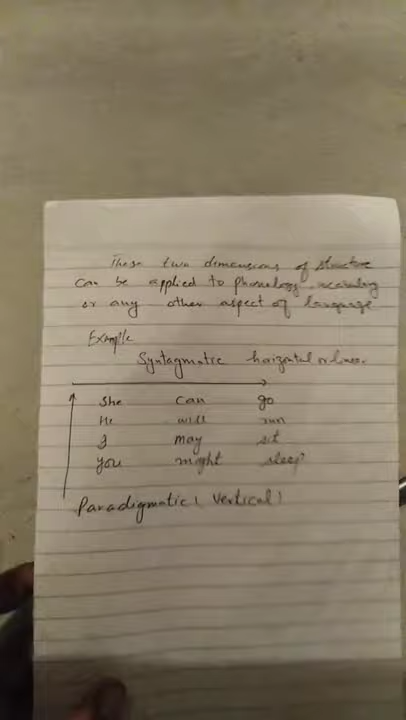 These two dimensions of structure
can be applied to phonology, vocabulary
or any other aspect of language
Example
Syntagmatic horizontal or linear
She can go
He will run
I may sit
you might sleep?
Paradigmatic ( Vertical )